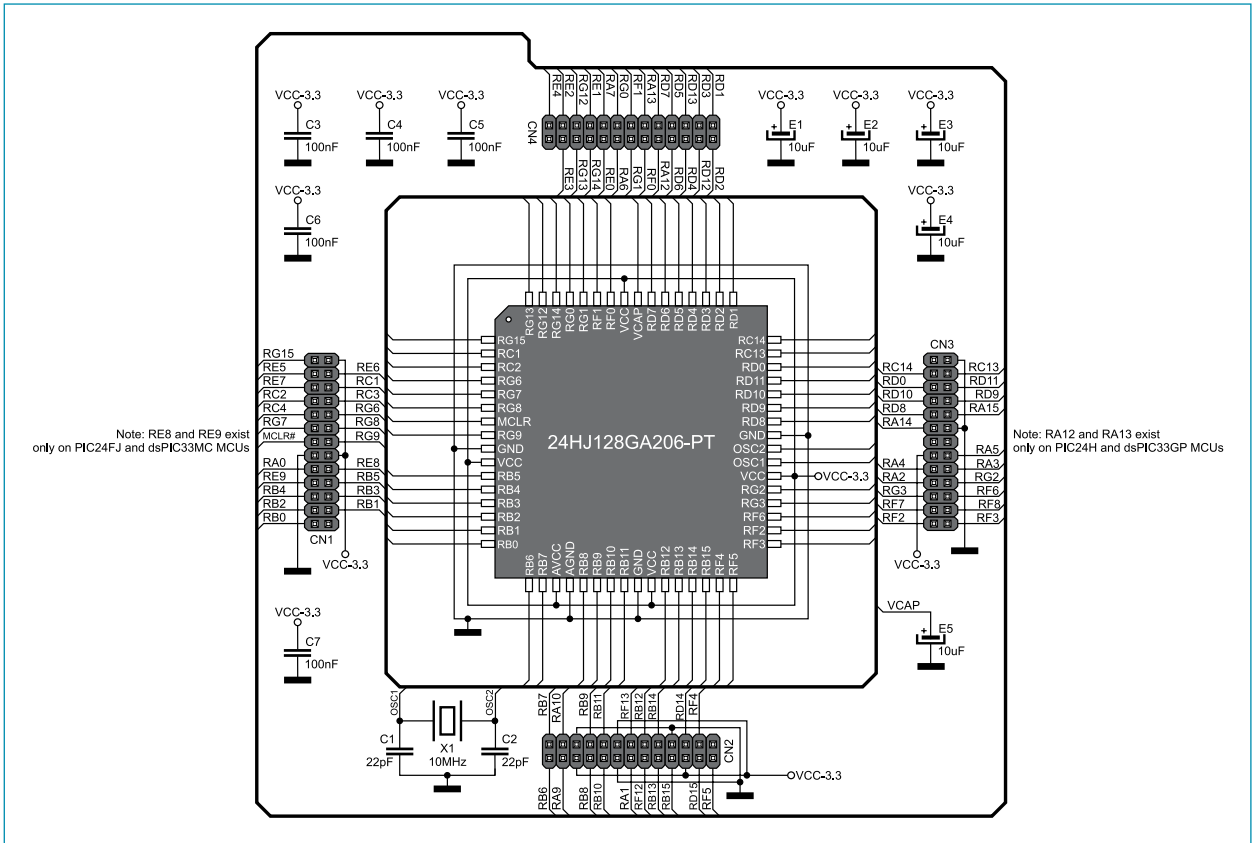 RE4
RE2
RG12
RE1
RA7
RG0
RF1
RA13
RD7
RD5
RD13
RD3
RD1
CN4
RE3
RG13
RG14
RE0
RA6
RG1
RF0
RA12
RD6
RD4
RD12
RD2
VCC-3.3
C3
100nF
VCC-3.3
C4
100nF
VCC-3.3
C5
100nF
VCC-3.3
E1
10uF
VCC-3.3
E2
10uF
VCC-3.3
E3
10uF
VCC-3.3
C6
100nF
VCC-3.3
E4
10uF
RG13
RG12
RG14
RG0
RG1
RF1
RF0
VCC
VCAP
RD7
RD6
RD5
RD4
RD3
RD2
RD1
RG15
RC1
RC2
RG6
RG7
RG8
MCLR
RG9
GND
VCC
RB5
RB4
RB3
RB2
RB1
RB0
24HJ128GA206-PT
RC14
RC13
RD0
RD11
RD10
RD9
RD8
GND
OSC2
OSC1
VCC
RG2
RG3
RF6
RF2
RF3
VCC-3.3
RB6
RB7
AVCC
AGND
RB8
RB9
RB10
RB11
GND
VCC
RB12
RB13
RB14
RB15
RF4
RF5
RG15
RE5
RE7
RC2
RC4
RG7
MCLR#
RA0
RE9
RB4
RB2
RB0
RE6
RC1
RC3
RG6
RG8
RG9
RE8
RB5
RB3
RB1
CN1
VCC-3.3
Note: RE8 and RE9 exist
only on PIC24FJ and dsPIC33MC MCUs
CN3
RC14
RD0
RD10
RD8
RA14
RA4
RA2
RG3
RF7
RF2
RC13
RD11
RD9
RA15
RA5
RA3
RG2
RF6
RF8
RF3
VCC-3.3
Note: RA12 and RA13 exist
only on PIC24H and dsPIC33GP MCUs
VCC-3.3
C7
100nF
VCAP
E5
10uF
OSC1
OSC2
C1
22pF
X1
10MHz
C2
22pF
RB7
RA10
RB9
RB11
RF13
RB12
RB14
RD14
RF4
CN2
VCC-3.3
RB6
RA9
RB8
RB10
RA1
RF12
RB13
RB15
RD15
RF5